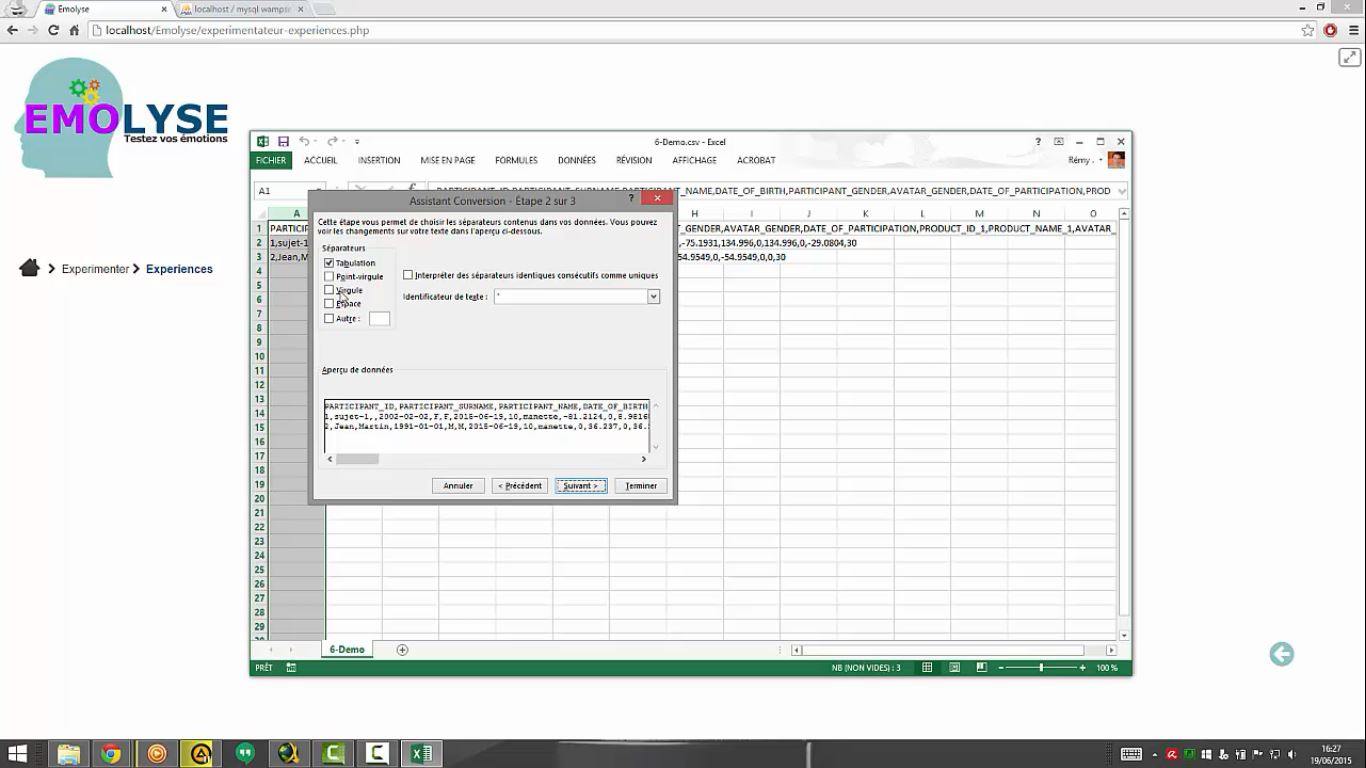 Emolyse
localhost / mysql wampse
localhost/Emolyse/experimentateur-experiences.php
EMOLYSE
Testez vos émotions
Experimenter
Experiences
6-Demo.csv - Excel
FICHIER ACCUEIL INSERTION MISE EN PAGE FORMULES DONNÉES RÉVISION AFFICHAGE ACROBAT Rémy .
A1
PARTICIPANT_ID,PARTICIPANT_SURNAME,PARTICIPANT_NAME,DATE_OF_BIRTH,PARTICIPANT_GENDER,AVATAR_GENDER,DATE_OF_PARTICIPATION,PROD
A H I J K L M N O
1 PARTICIP
T_GENDER,AVATAR_GENDER,DATE_OF_PARTICIPATION,PRODUCT_ID_1,PRODUCT_NAME_1,AVATAR_
2 1,sujet-1
,-75.1931,134.996,0,134.996,0,-29.0804,30
3 2,Jean,M
54.9549,0,-54.9549,0,0,30
4
5
6
7
8
9
10
11
12
13
14
15
16
17
18
19
20
21
22
23
24
25
26
27
28
29
Assistant Conversion - Étape 2 sur 3
Cette étape vous permet de choisir les séparateurs contenus dans vos données. Vous pouvez
voir les changements sur votre texte dans l'aperçu ci-dessous.
Séparateurs
Tabulation
Point-virgule
Virgule
Espace
Autre :
Interpréter des séparateurs identiques consécutifs comme uniques
Identificateur de texte : "
Aperçu de données
PARTICIPANT_ID,PARTICIPANT_SURNAME,PARTICIPANT_NAME,DATE_OF_BIRTH
1,sujet-1,,2002-02-02,F,F,2015-06-19,10,manette,-81.2124,0,8.9816
2,Jean,Martin,1991-01-01,M,M,2015-06-19,10,manette,0,36.237,0,36.
Annuler
< Précédent
Suivant >
Terminer
6-Demo
PRÊT
NB (NON VIDES) : 3
100 %
16:27
19/06/2015